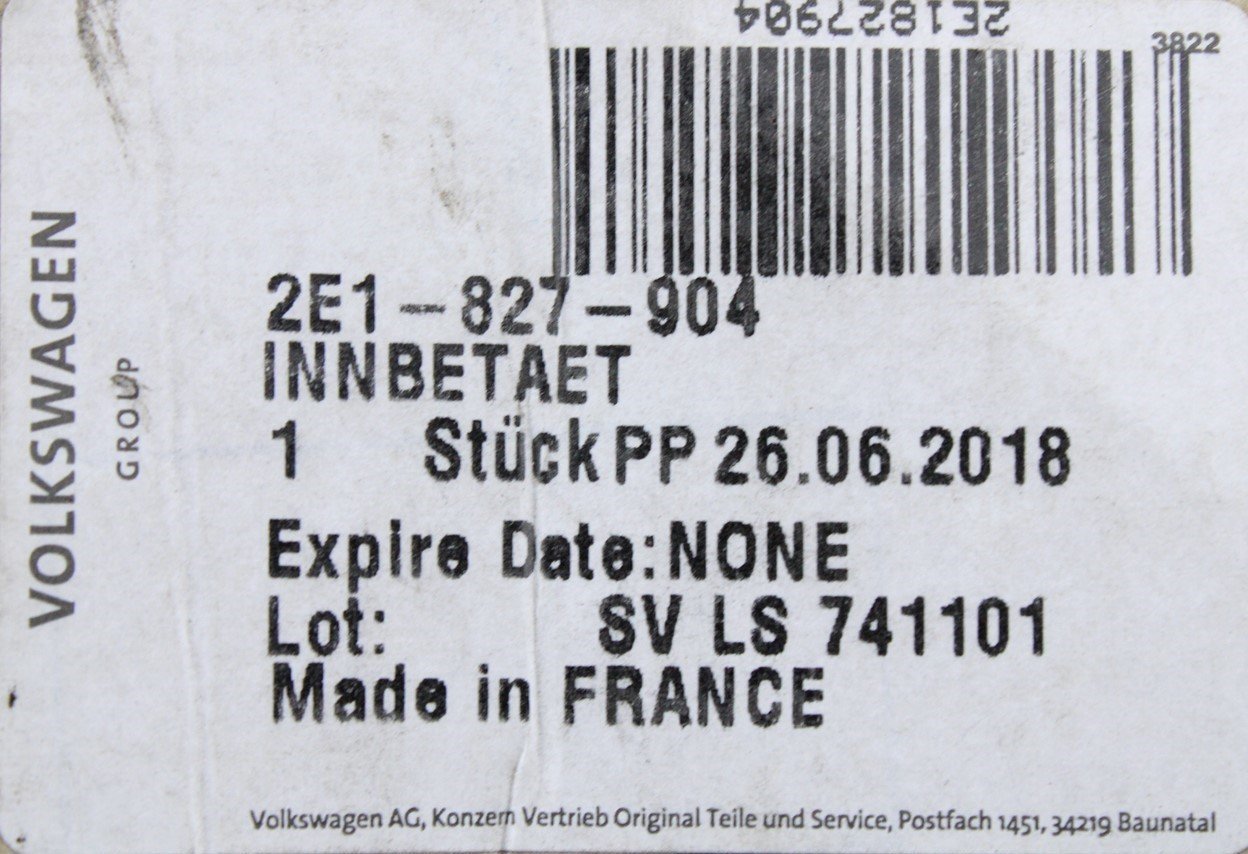 2E1827904
3822
VOLKSWAGEN
GROUP
2E1-827-904
INNBETAET
1 Stück PP 26.06.2018
Expire Date: NONE
Lot: SV LS 741101
Made in FRANCE
Volkswagen AG, Konzern Vertrieb Original Teile und Service, Postfach 1451, 34219 Baunatal